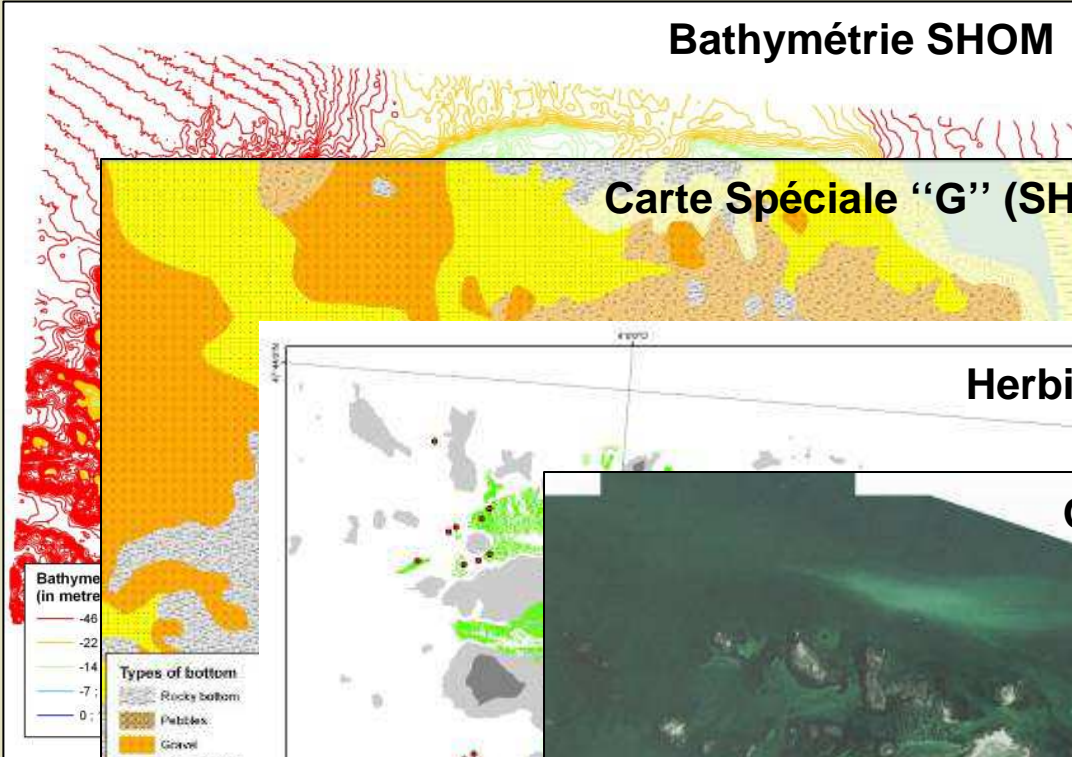 Bathymétrie SHOM
Carte Spéciale ‘‘G’’ (SH
Herbi
Bathyme
(in metre
-46
-22
-14
-7 :
0 :
Types of bottom
Rocky bottom
Pebbles
Gravel